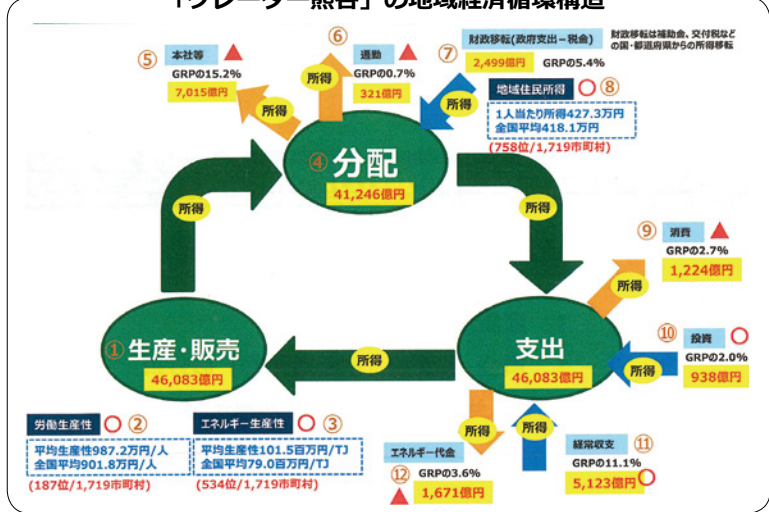 「グレーター熊谷」の地域経済循環構造
⑤ 本社等 ▲
GRPの15.2%
7,015億円
⑥
通勤 ▲
GRPの0.7%
321億円
⑦ 財政移転(政府支出－税金)
2,499億円 GRPの5.4%
財政移転は補助金、交付税など
の国・都道府県からの所得移転
地域住民所得 ○ ⑧
1人当たり所得427.3万円
全国平均418.1万円
(758位/1,719市町村)
所得
所得
所得
④ 分配
41,246億円
所得
所得
⑨ 消費 ▲
GRPの2.7%
1,224億円
所得
① 生産・販売
46,083億円
所得
支出
46,083億円
⑩ 投資 ○
GRPの2.0%
938億円
所得
労働生産性 ○ ②
平均生産性987.2万円/人
全国平均901.8万円/人
(187位/1,719市町村)
エネルギー生産性 ○ ③
平均生産性101.5百万円/TJ
全国平均79.0百万円/TJ
(534位/1,719市町村)
所得
所得
エネルギー代金
⑫ GRPの3.6%
▲ 1,671億円
経常収支 ⑪
GRPの11.1%
5,123億円 ○